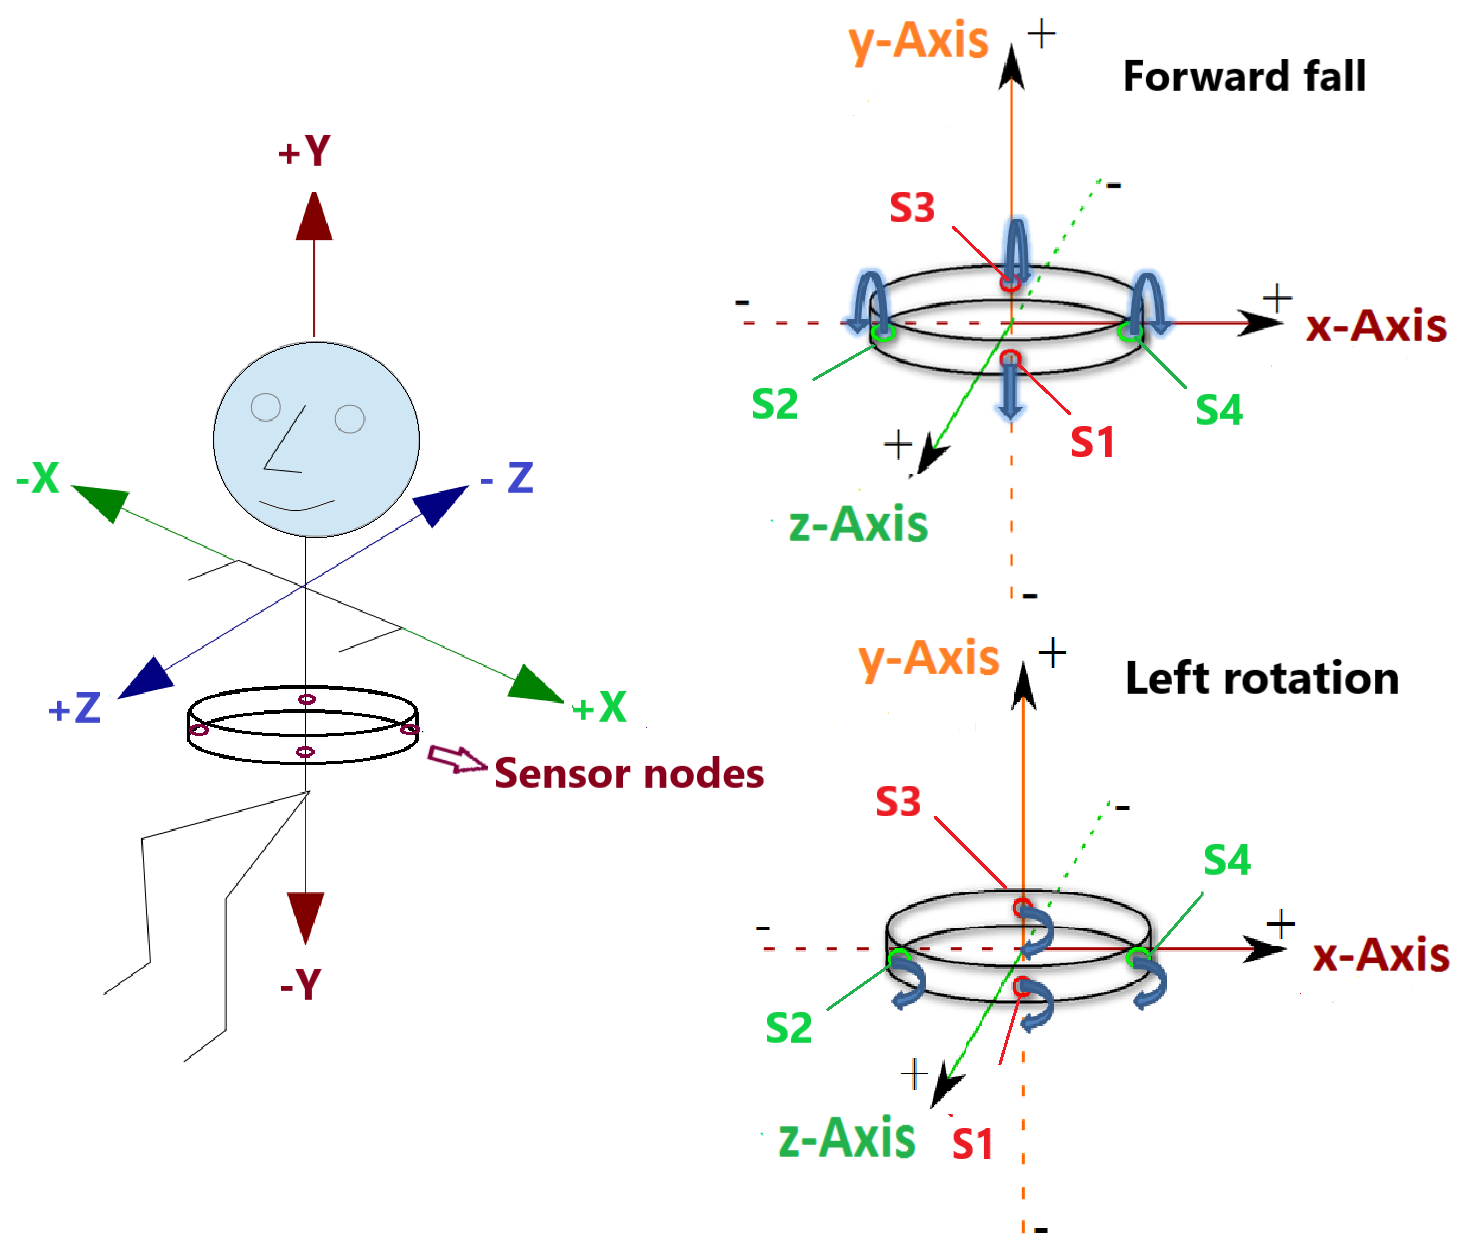 +Y
-X
- Z
+Z
+X
Sensor nodes
-Y
y-Axis
+
Forward fall
-
S3
-
+
x-Axis
S2
S4
S1
+
z-Axis
-
y-Axis
+
Left rotation
S3
-
S4
-
+
x-Axis
S2
+
z-Axis
S1
-